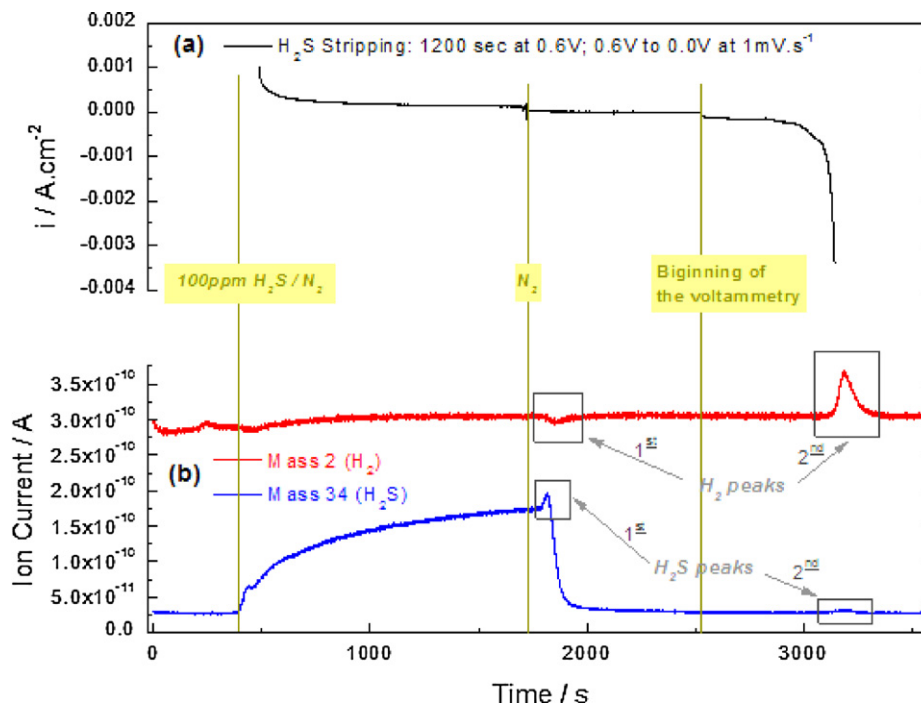 0.002
(a) H₂S Stripping: 1200 sec at 0.6V; 0.6V to 0.0V at 1mV.s⁻¹
0.001
0.000
-0.001
-0.002
-0.003
-0.004
i / A.cm⁻²
100ppm H₂S / N₂
N₂
Biginning of
the voltammetry
3.5x10⁻¹⁰
3.0x10⁻¹⁰
2.5x10⁻¹⁰
2.0x10⁻¹⁰
1.5x10⁻¹⁰
1.0x10⁻¹⁰
5.0x10⁻¹¹
0.0
Ion Current / A
(b)
Mass 2 (H₂)
Mass 34 (H₂S)
1st
2nd
H₂ peaks
1st
H₂S peaks
2nd
0 1000 2000 3000
Time / s